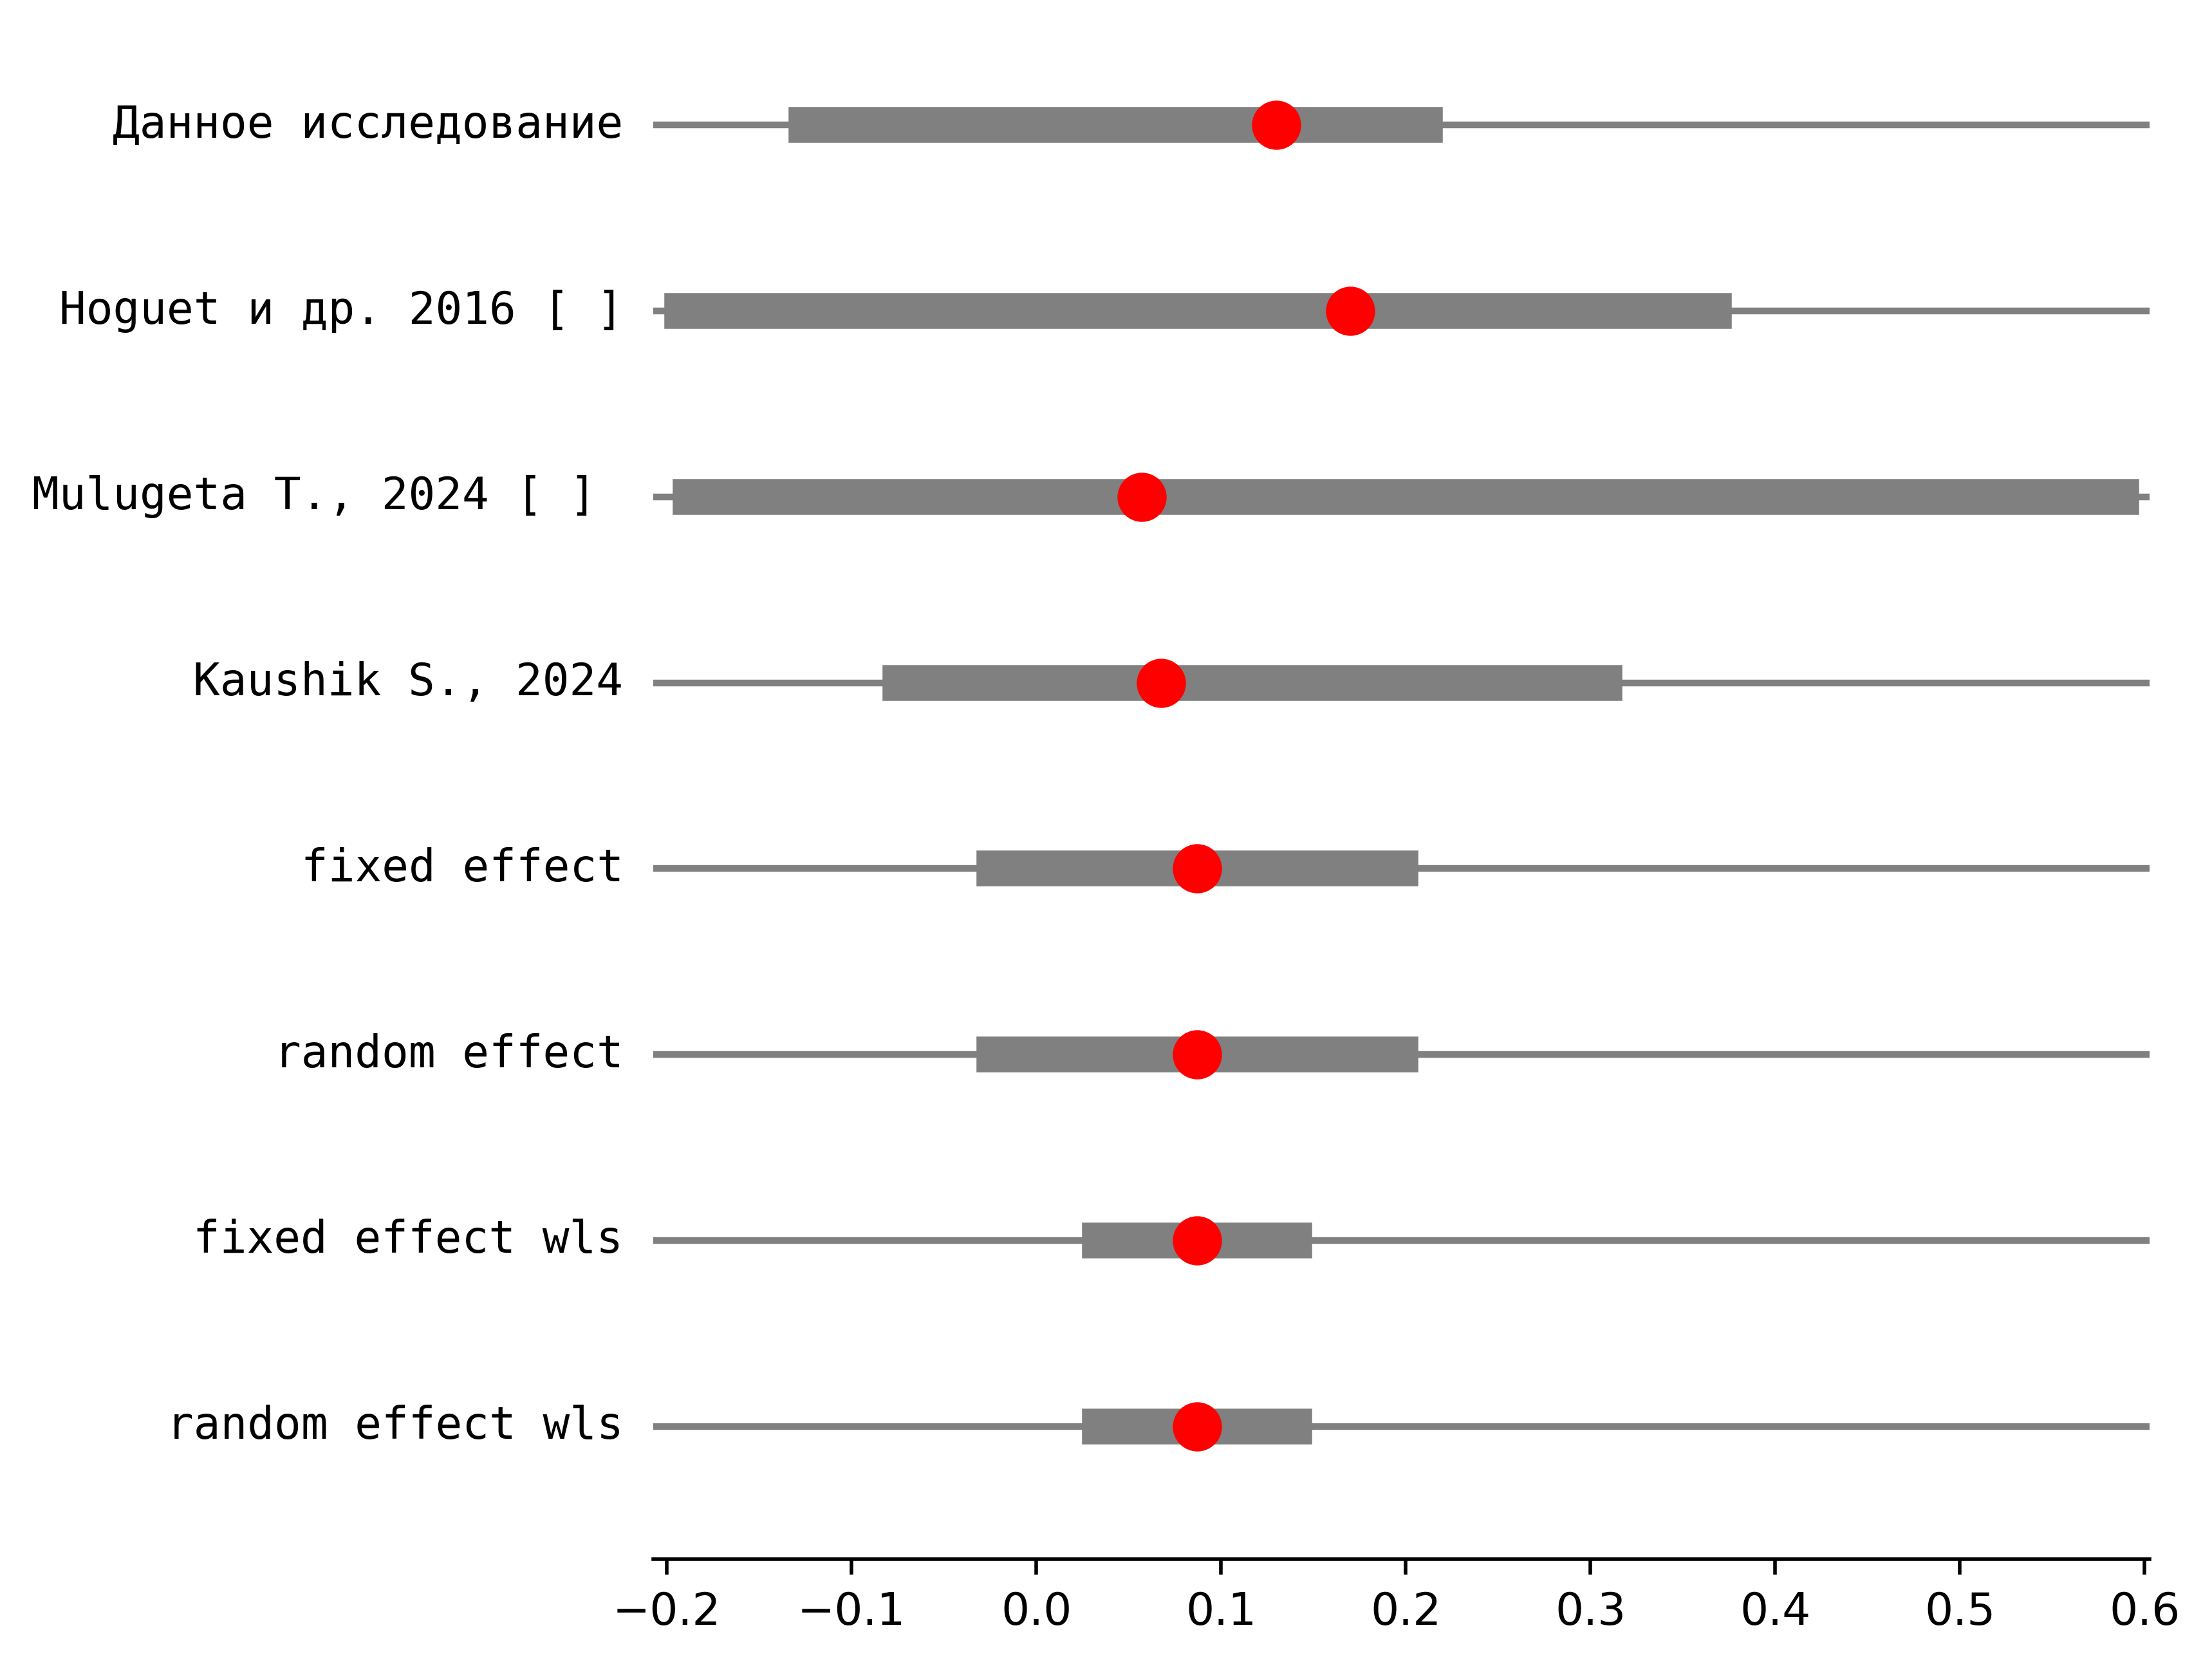 Данное исследование
Hoguet и др. 2016 [ ]
Mulugeta T., 2024 [ ]
Kaushik S., 2024
fixed effect
random effect
fixed effect wls
random effect wls
−0.2 −0.1 0.0 0.1 0.2 0.3 0.4 0.5 0.6